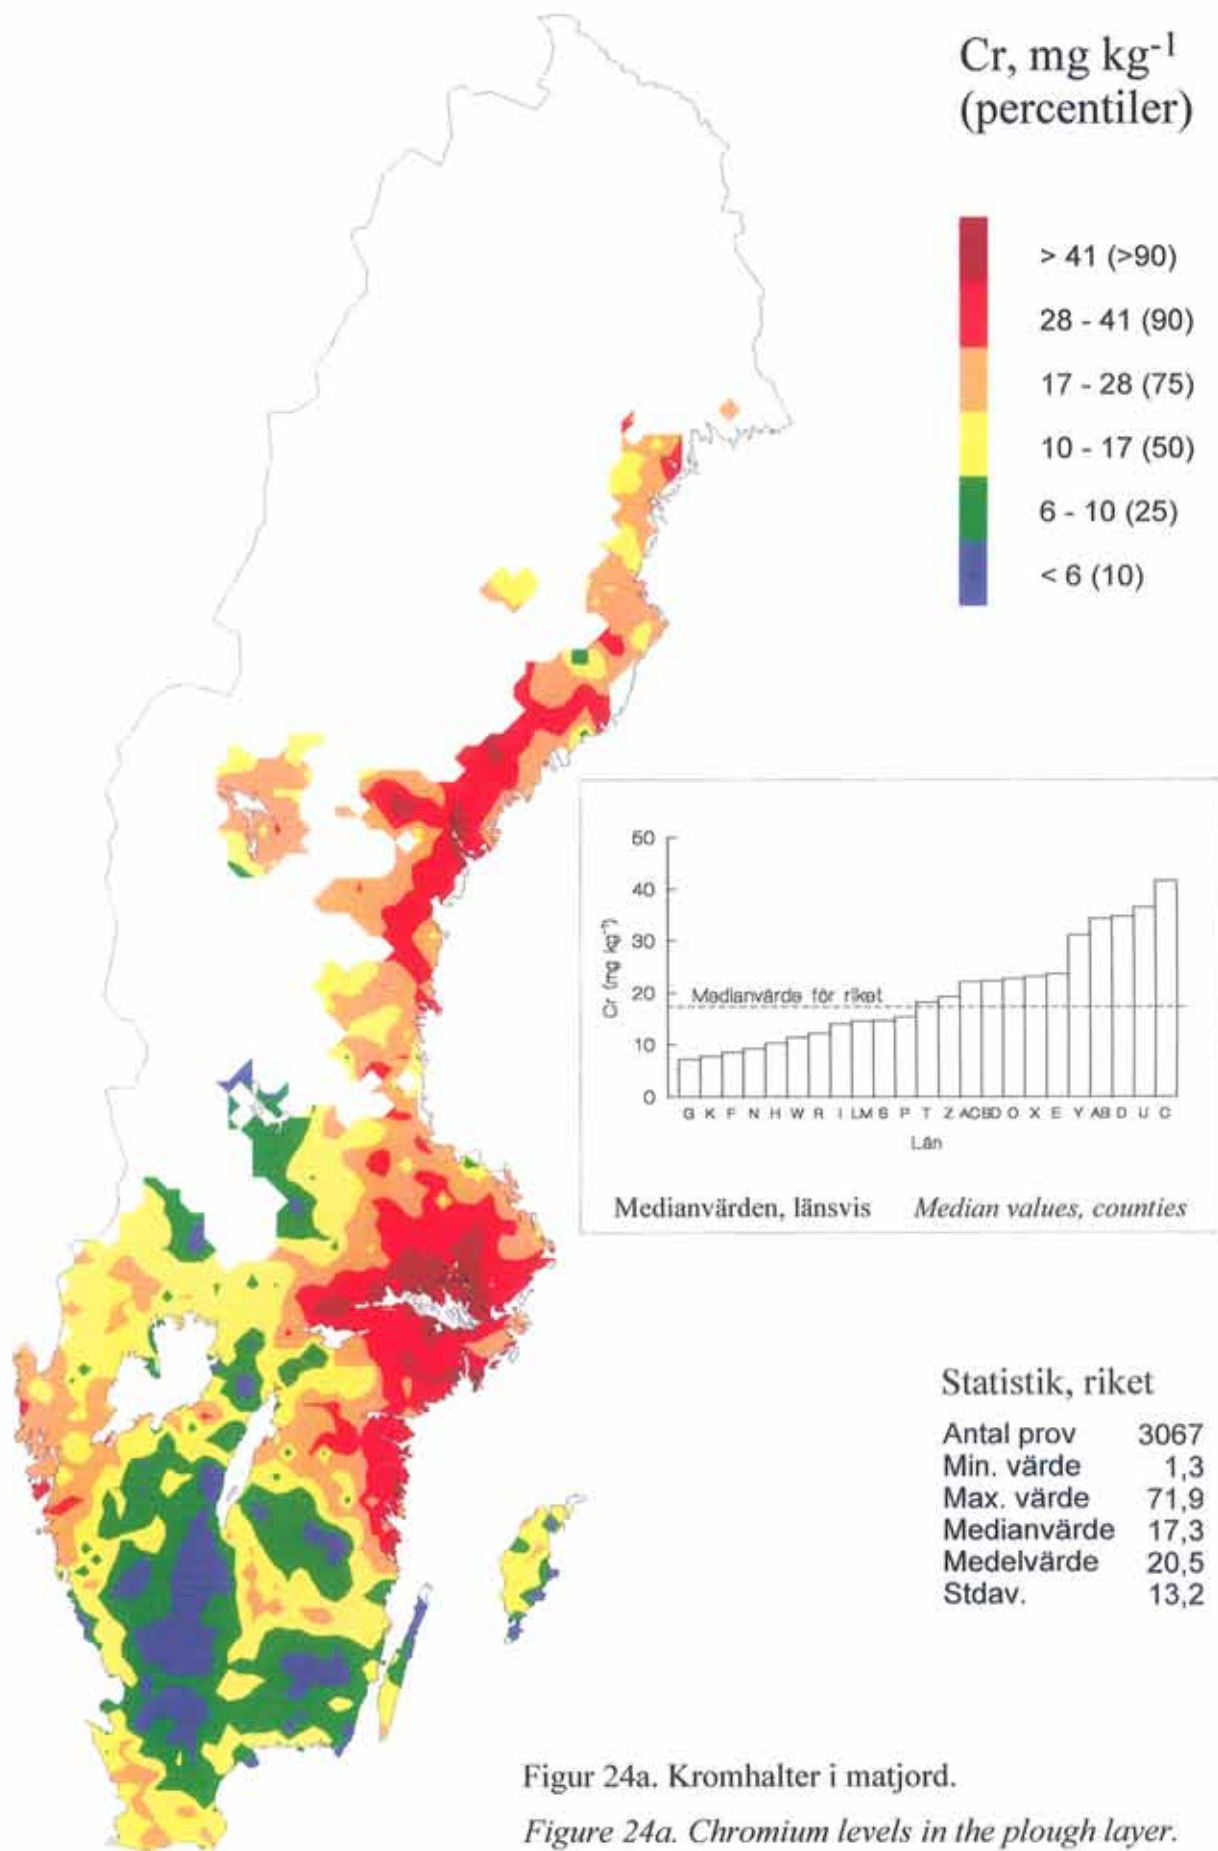 Cr, mg kg⁻¹
(percentiler)
> 41 (>90)
28 - 41 (90)
17 - 28 (75)
10 - 17 (50)
6 - 10 (25)
< 6 (10)
50
40
30
20
10
0
Cr (mg kg⁻¹)
Medianvärde för riket
G K F N H W R I LM S P T Z AC BD O X E Y AB D U C
Län
Medianvärden, länsvis Median values, counties
Statistik, riket
Antal prov 3067
Min. värde 1,3
Max. värde 71,9
Medianvärde 17,3
Medelvärde 20,5
Stdav. 13,2
Figur 24a. Kromhalter i matjord.
Figure 24a. Chromium levels in the plough layer.